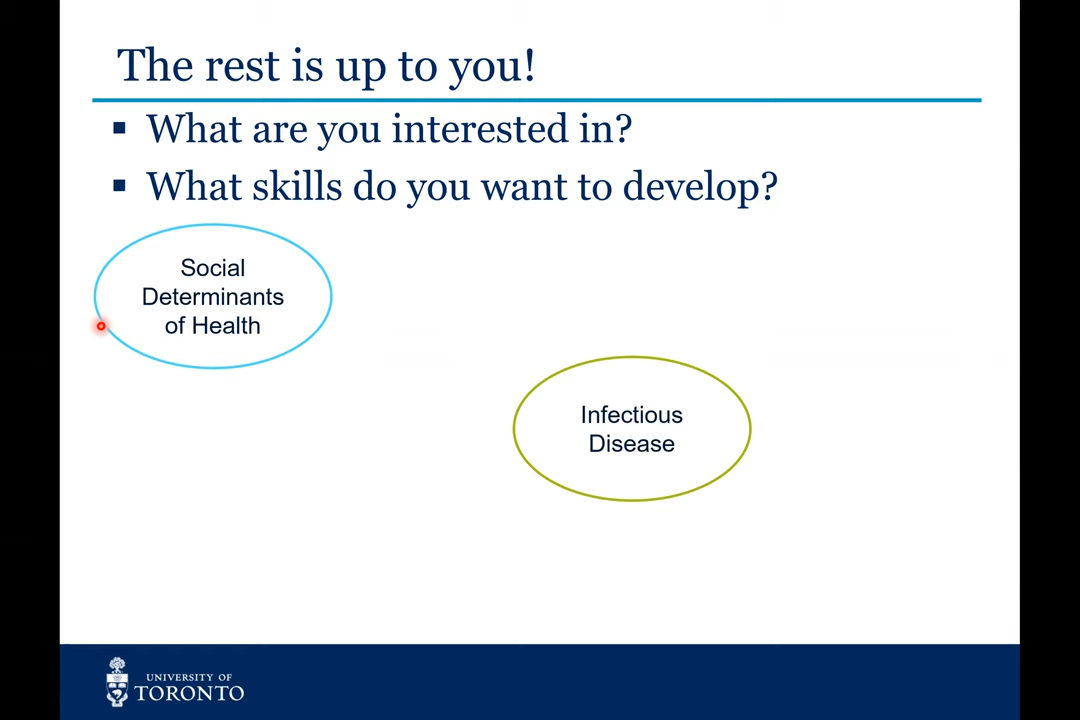 The rest is up to you!
▪ What are you interested in?
▪ What skills do you want to develop?
Social
Determinants
of Health
Infectious
Disease
UNIVERSITY OF
TORONTO